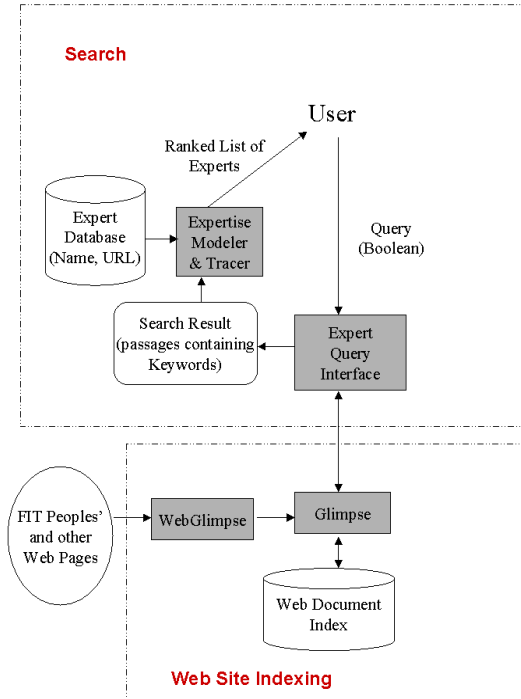 Search
User
Ranked List of
Experts
Expert
Database
(Name, URL)
Expertise
Modeler
& Tracer
Query
(Boolean)
Search Result
(passages containing
Keywords)
Expert
Query
Interface
FIT Peoples'
and other
Web Pages
WebGlimpse
Glimpse
Web Document
Index
Web Site Indexing